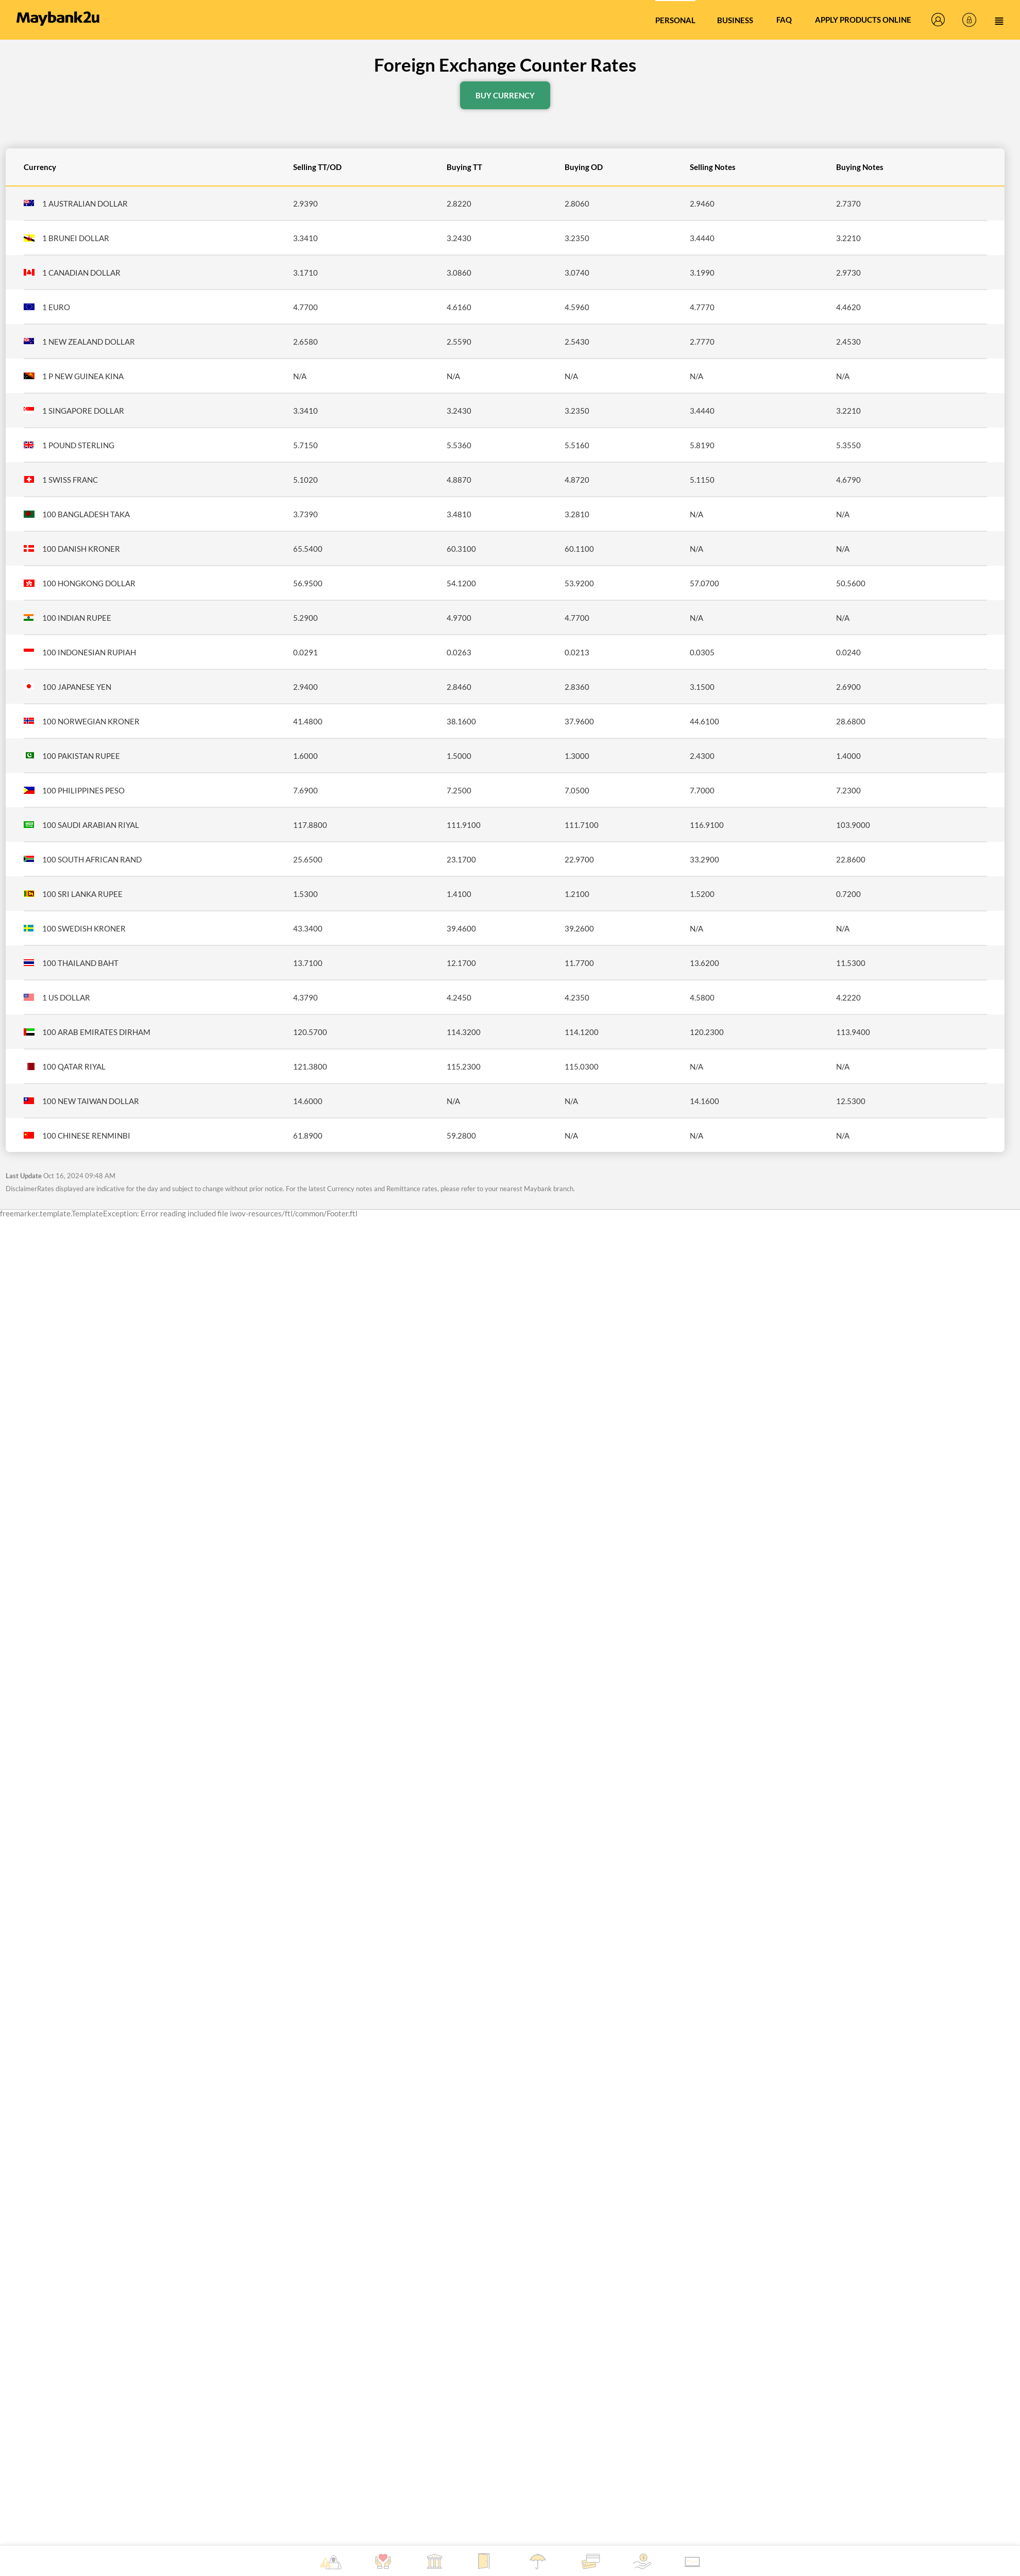 Maybank2u PERSONAL BUSINESS FAQ APPLY PRODUCTS ONLINE
Foreign Exchange Counter Rates
BUY CURRENCY
Currency Selling TT/OD Buying TT Buying OD Selling Notes Buying Notes
1 AUSTRALIAN DOLLAR 2.9390 2.8220 2.8060 2.9460 2.7370
1 BRUNEI DOLLAR 3.3410 3.2430 3.2350 3.4440 3.2210
1 CANADIAN DOLLAR 3.1710 3.0860 3.0740 3.1990 2.9730
1 EURO 4.7700 4.6160 4.5960 4.7770 4.4620
1 NEW ZEALAND DOLLAR 2.6580 2.5590 2.5430 2.7770 2.4530
1 P NEW GUINEA KINA N/A N/A N/A N/A N/A
1 SINGAPORE DOLLAR 3.3410 3.2430 3.2350 3.4440 3.2210
1 POUND STERLING 5.7150 5.5360 5.5160 5.8190 5.3550
1 SWISS FRANC 5.1020 4.8870 4.8720 5.1150 4.6790
100 BANGLADESH TAKA 3.7390 3.4810 3.2810 N/A N/A
100 DANISH KRONER 65.5400 60.3100 60.1100 N/A N/A
100 HONGKONG DOLLAR 56.9500 54.1200 53.9200 57.0700 50.5600
100 INDIAN RUPEE 5.2900 4.9700 4.7700 N/A N/A
100 INDONESIAN RUPIAH 0.0291 0.0263 0.0213 0.0305 0.0240
100 JAPANESE YEN 2.9400 2.8460 2.8360 3.1500 2.6900
100 NORWEGIAN KRONER 41.4800 38.1600 37.9600 44.6100 28.6800
100 PAKISTAN RUPEE 1.6000 1.5000 1.3000 2.4300 1.4000
100 PHILIPPINES PESO 7.6900 7.2500 7.0500 7.7000 7.2300
100 SAUDI ARABIAN RIYAL 117.8800 111.9100 111.7100 116.9100 103.9000
100 SOUTH AFRICAN RAND 25.6500 23.1700 22.9700 33.2900 22.8600
100 SRI LANKA RUPEE 1.5300 1.4100 1.2100 1.5200 0.7200
100 SWEDISH KRONER 43.3400 39.4600 39.2600 N/A N/A
100 THAILAND BAHT 13.7100 12.1700 11.7700 13.6200 11.5300
1 US DOLLAR 4.3790 4.2450 4.2350 4.5800 4.2220
100 ARAB EMIRATES DIRHAM 120.5700 114.3200 114.1200 120.2300 113.9400
100 QATAR RIYAL 121.3800 115.2300 115.0300 N/A N/A
100 NEW TAIWAN DOLLAR 14.6000 N/A N/A 14.1600 12.5300
100 CHINESE RENMINBI 61.8900 59.2800 N/A N/A N/A
Last Update Oct 16, 2024 09:48 AM
DisclaimerRates displayed are indicative for the day and subject to change without prior notice. For the latest Currency notes and Remittance rates, please refer to your nearest Maybank branch.
freemarker.template.TemplateException: Error reading included file iwov-resources/ftl/common/Footer.ftl